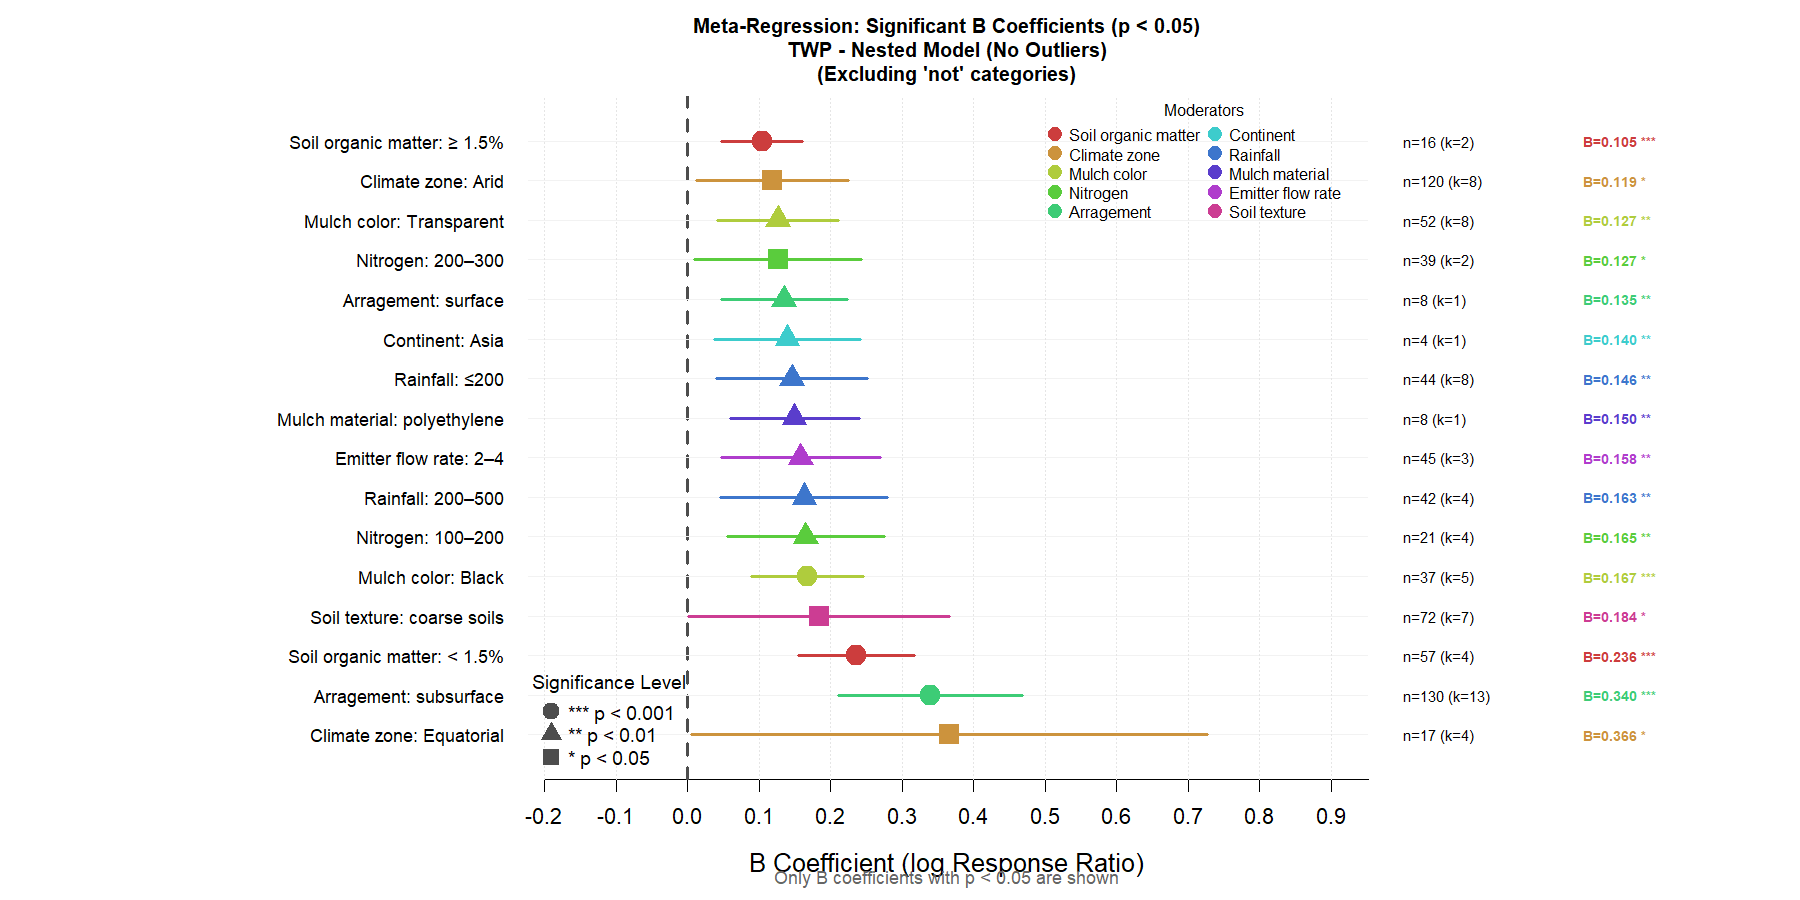 Meta-Regression: Significant B Coefficients (p < 0.05)
TWP - Nested Model (No Outliers)
(Excluding 'not' categories)
Moderators
Soil organic matter Continent
Climate zone Rainfall
Mulch color Mulch material
Nitrogen Emitter flow rate
Arragement Soil texture
Soil organic matter: ≥ 1.5% n=16 (k=2) B=0.105 ***
Climate zone: Arid n=120 (k=8) B=0.119 *
Mulch color: Transparent n=52 (k=8) B=0.127 **
Nitrogen: 200–300 n=39 (k=2) B=0.127 *
Arragement: surface n=8 (k=1) B=0.135 **
Continent: Asia n=4 (k=1) B=0.140 **
Rainfall: ≤200 n=44 (k=8) B=0.146 **
Mulch material: polyethylene n=8 (k=1) B=0.150 **
Emitter flow rate: 2–4 n=45 (k=3) B=0.158 **
Rainfall: 200–500 n=42 (k=4) B=0.163 **
Nitrogen: 100–200 n=21 (k=4) B=0.165 **
Mulch color: Black n=37 (k=5) B=0.167 ***
Soil texture: coarse soils n=72 (k=7) B=0.184 *
Soil organic matter: < 1.5% n=57 (k=4) B=0.236 ***
Arragement: subsurface n=130 (k=13) B=0.340 ***
Climate zone: Equatorial n=17 (k=4) B=0.366 *
Significance Level
*** p < 0.001
** p < 0.01
* p < 0.05
-0.2 -0.1 0.0 0.1 0.2 0.3 0.4 0.5 0.6 0.7 0.8 0.9
B Coefficient (log Response Ratio)
Only B coefficients with p < 0.05 are shown